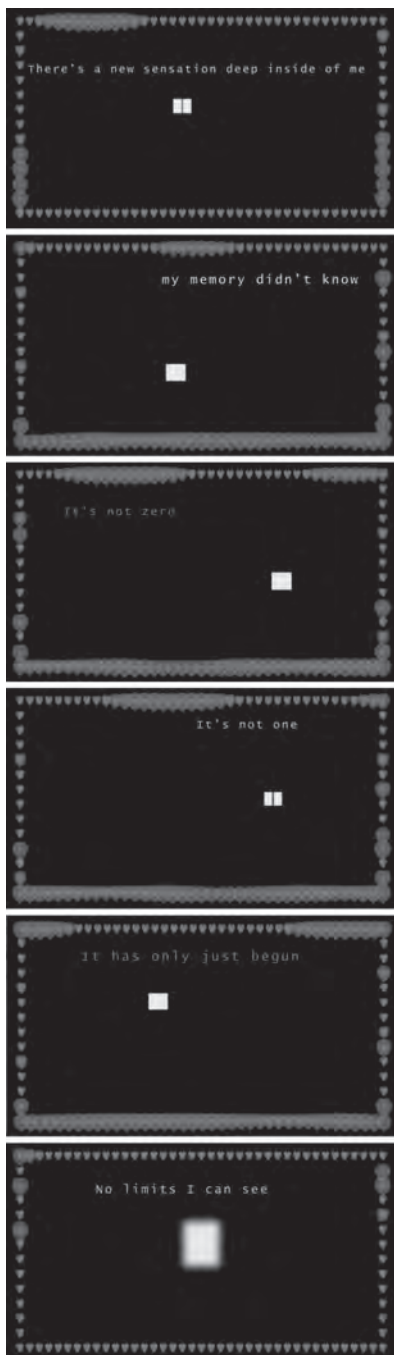 There's a new sensation deep inside of me
my memory didn't know
It's not zero
It's not one
It has only just begun
No limits I can see